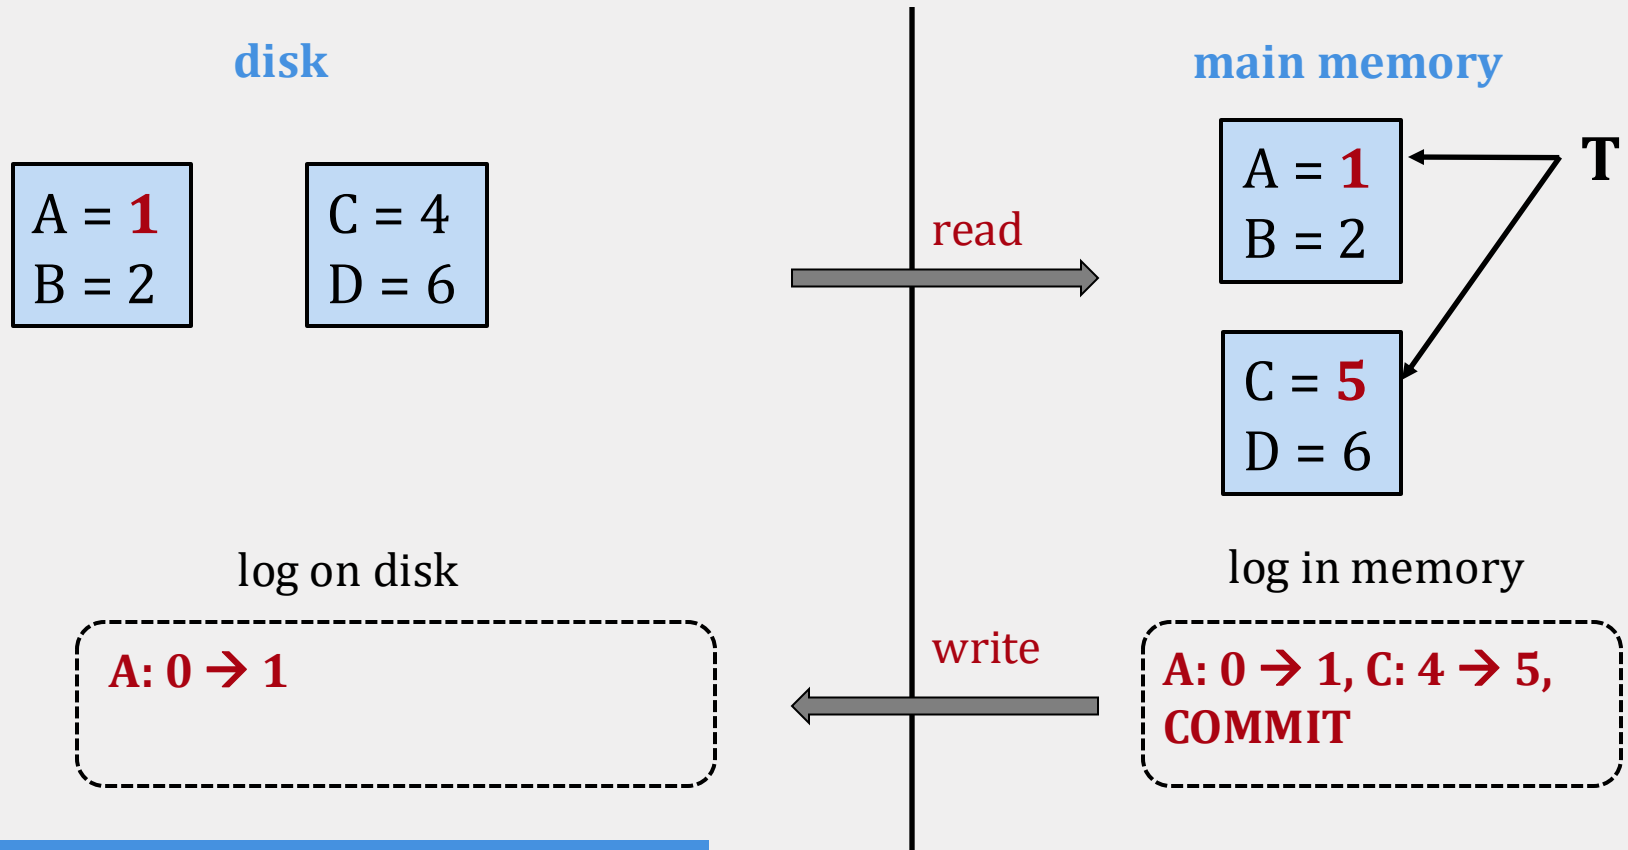 disk
A = 1
B = 2
C = 4
D = 6
log on disk
A: 0 → 1
read
write
main memory
A = 1
B = 2
T
C = 5
D = 6
log in memory
A: 0 → 1, C: 4 → 5,
COMMIT